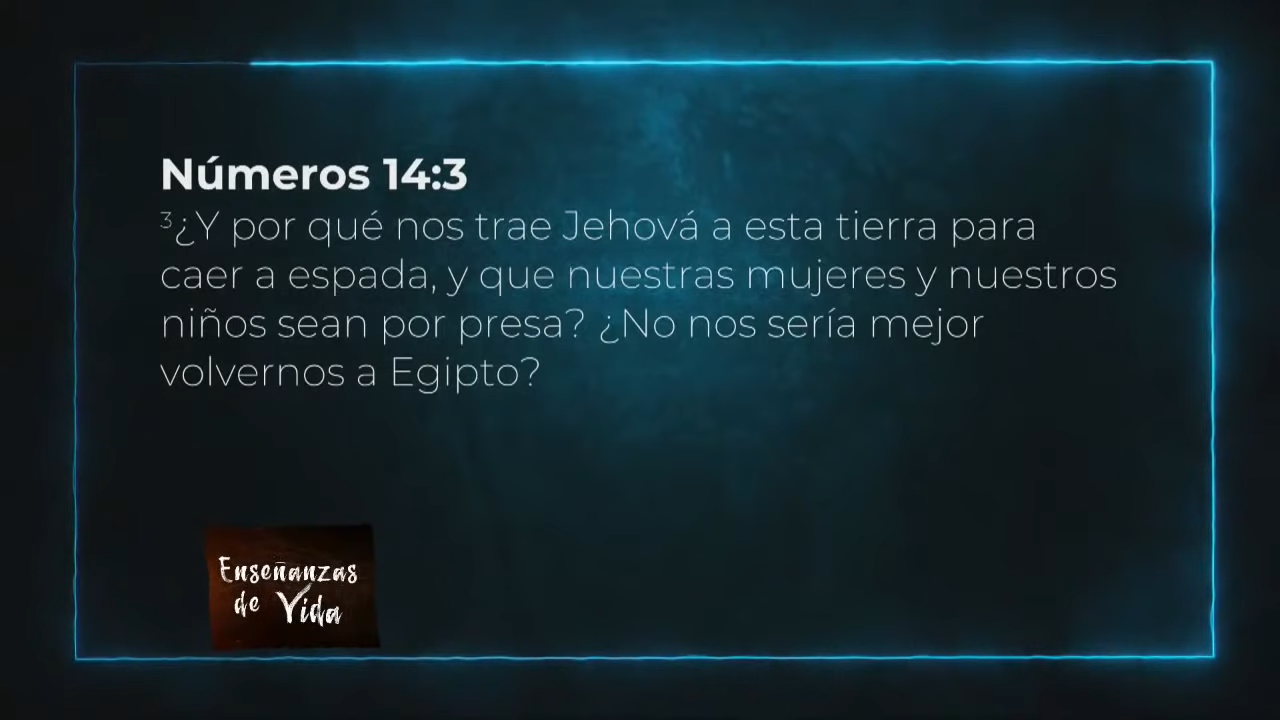 Números 14:3
³¿Y por qué nos trae Jehová a esta tierra para
caer a espada, y que nuestras mujeres y nuestros
niños sean por presa? ¿No nos sería mejor
volvernos a Egipto?
Enseñanzas
de Vida